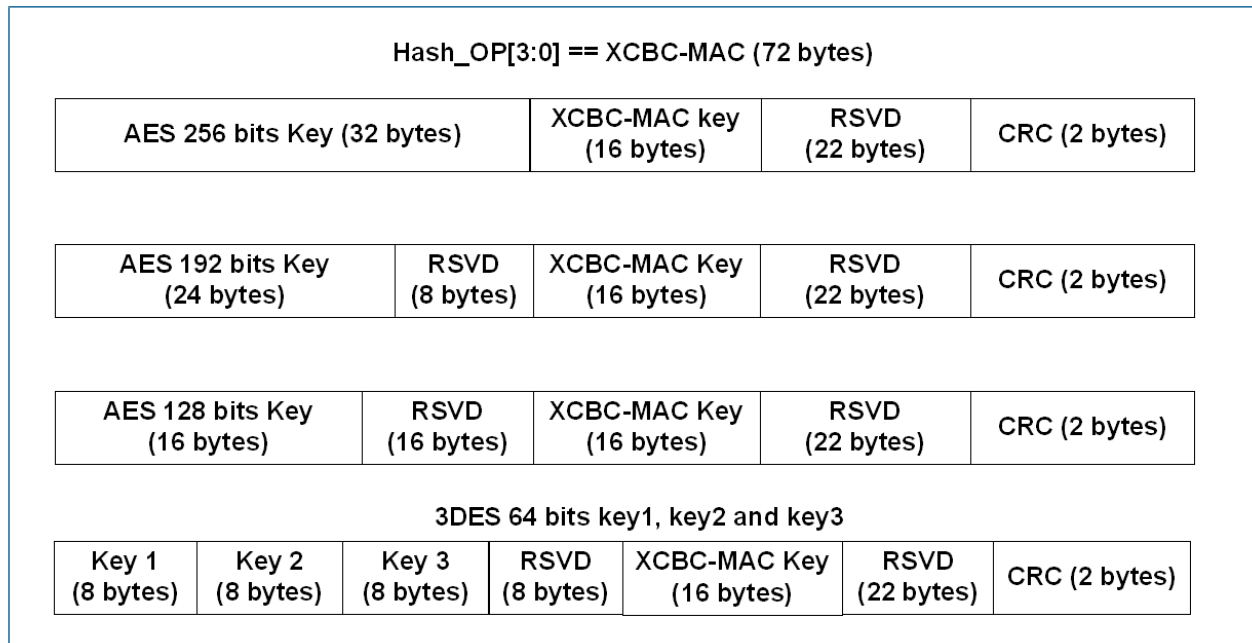 Hash_OP[3:0] == XCBC-MAC (72 bytes)
AES 256 bits Key (32 bytes)
XCBC-MAC key
(16 bytes)
RSVD
(22 bytes)
CRC (2 bytes)
AES 192 bits Key
(24 bytes)
RSVD
(8 bytes)
XCBC-MAC Key
(16 bytes)
RSVD
(22 bytes)
CRC (2 bytes)
AES 128 bits Key
(16 bytes)
RSVD
(16 bytes)
XCBC-MAC Key
(16 bytes)
RSVD
(22 bytes)
CRC (2 bytes)
3DES 64 bits key1, key2 and key3
Key 1
(8 bytes)
Key 2
(8 bytes)
Key 3
(8 bytes)
RSVD
(8 bytes)
XCBC-MAC Key
(16 bytes)
RSVD
(22 bytes)
CRC (2 bytes)